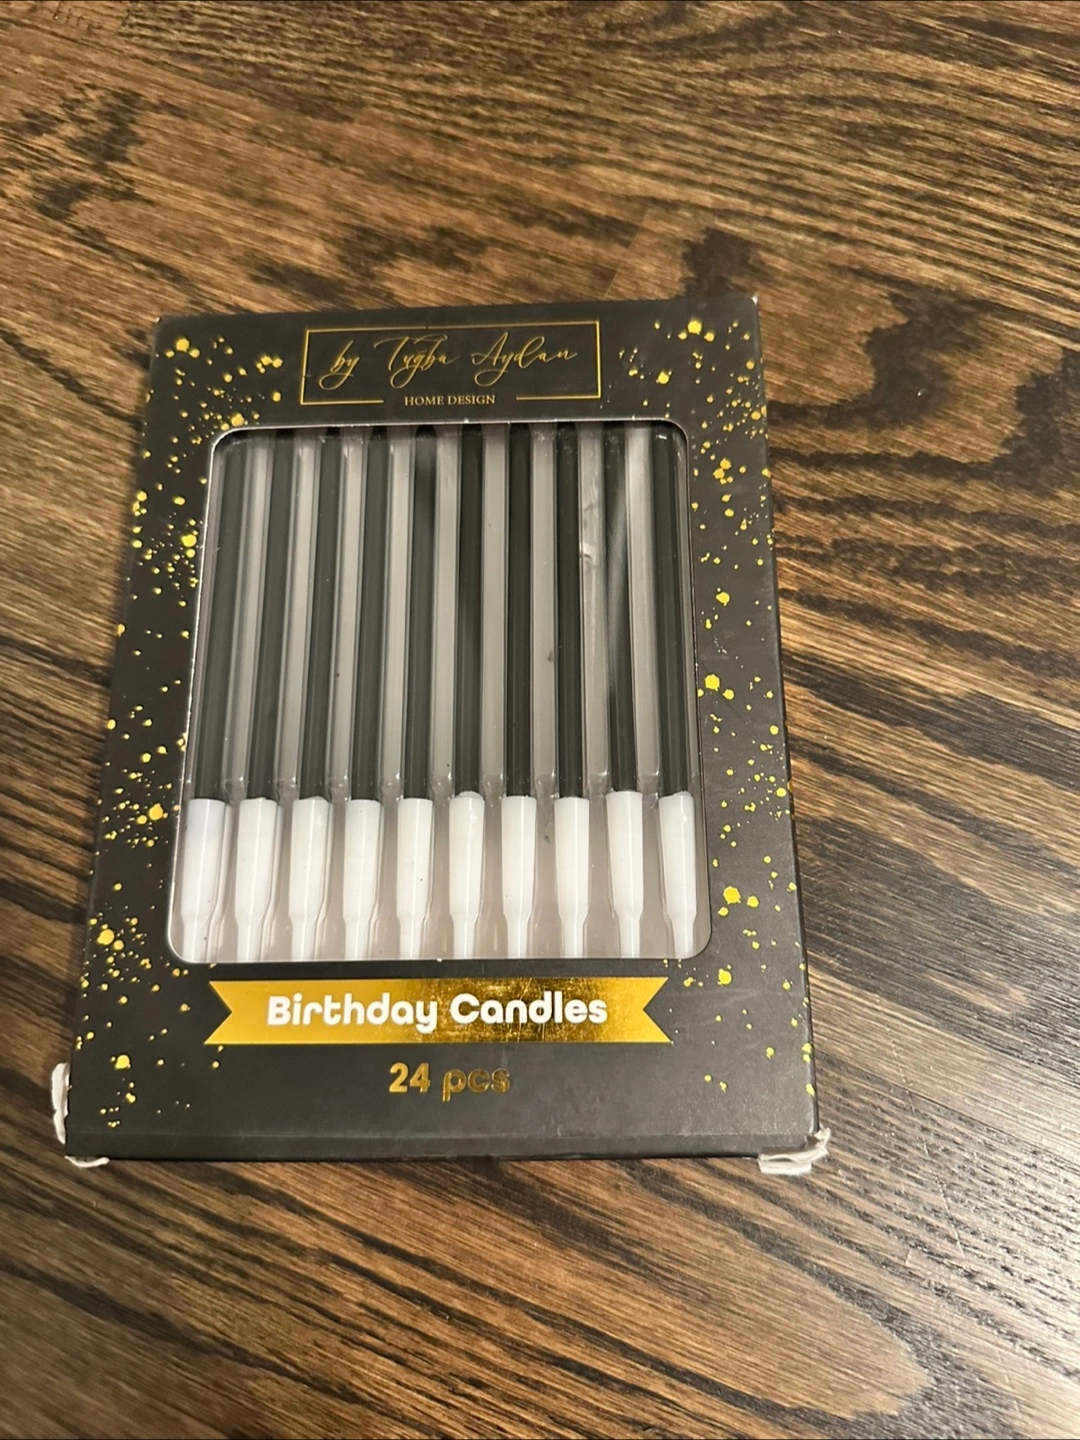 by Tugba Aydan
HOME DESIGN
Birthday Candles
24 pcs